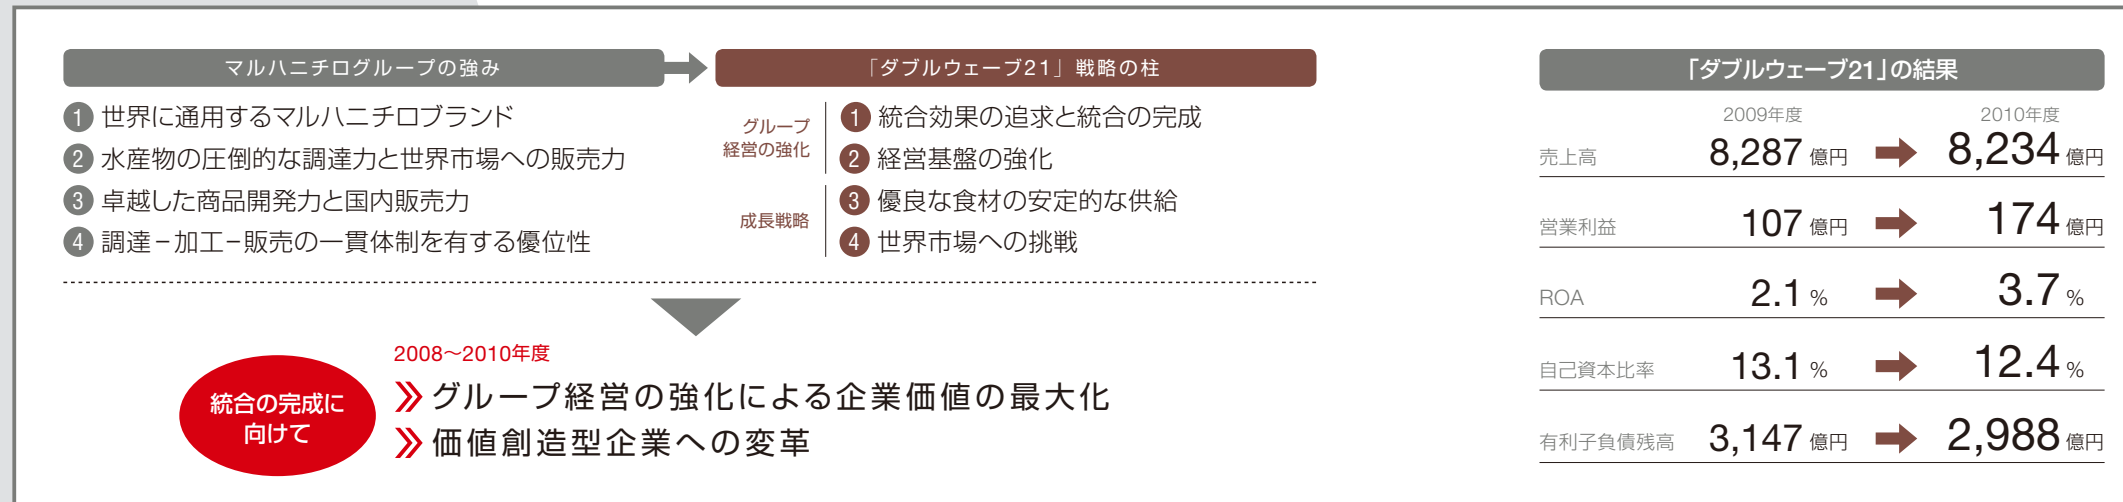 マルハニチログループの強み
1 世界に通用するマルハニチロブランド
2 水産物の圧倒的な調達力と世界市場への販売力
3 卓越した商品開発力と国内販売力
4 調達−加工−販売の一貫体制を有する優位性
「ダブルウェーブ21」戦略の柱
グループ
経営の強化
1 統合効果の追求と統合の完成
2 経営基盤の強化
成長戦略
3 優良な食材の安定的な供給
4 世界市場への挑戦
統合の完成に
向けて
2008〜2010年度
グループ経営の強化による企業価値の最大化
価値創造型企業への変革
「ダブルウェーブ21」の結果
2009年度 2010年度
売上高 8,287 億円 8,234 億円
営業利益 107 億円 174 億円
ROA 2.1 % 3.7 %
自己資本比率 13.1 % 12.4 %
有利子負債残高 3,147 億円 2,988 億円